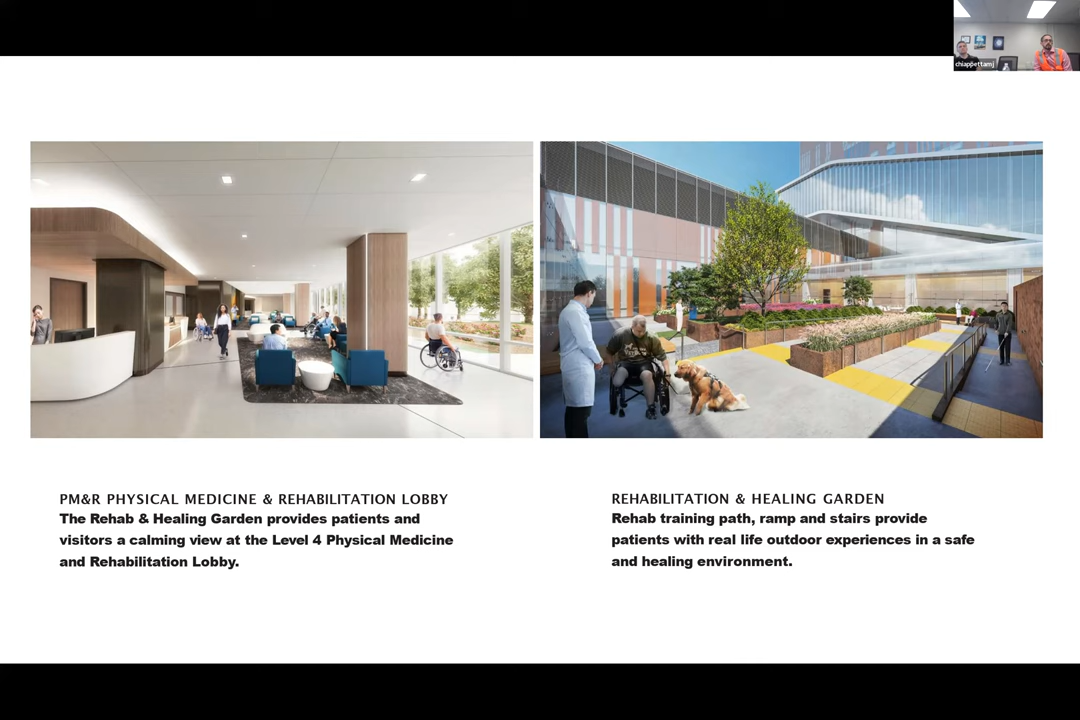 chiappettamj
PM&R PHYSICAL MEDICINE & REHABILITATION LOBBY
The Rehab & Healing Garden provides patients and
visitors a calming view at the Level 4 Physical Medicine
and Rehabilitation Lobby.
REHABILITATION & HEALING GARDEN
Rehab training path, ramp and stairs provide
patients with real life outdoor experiences in a safe
and healing environment.